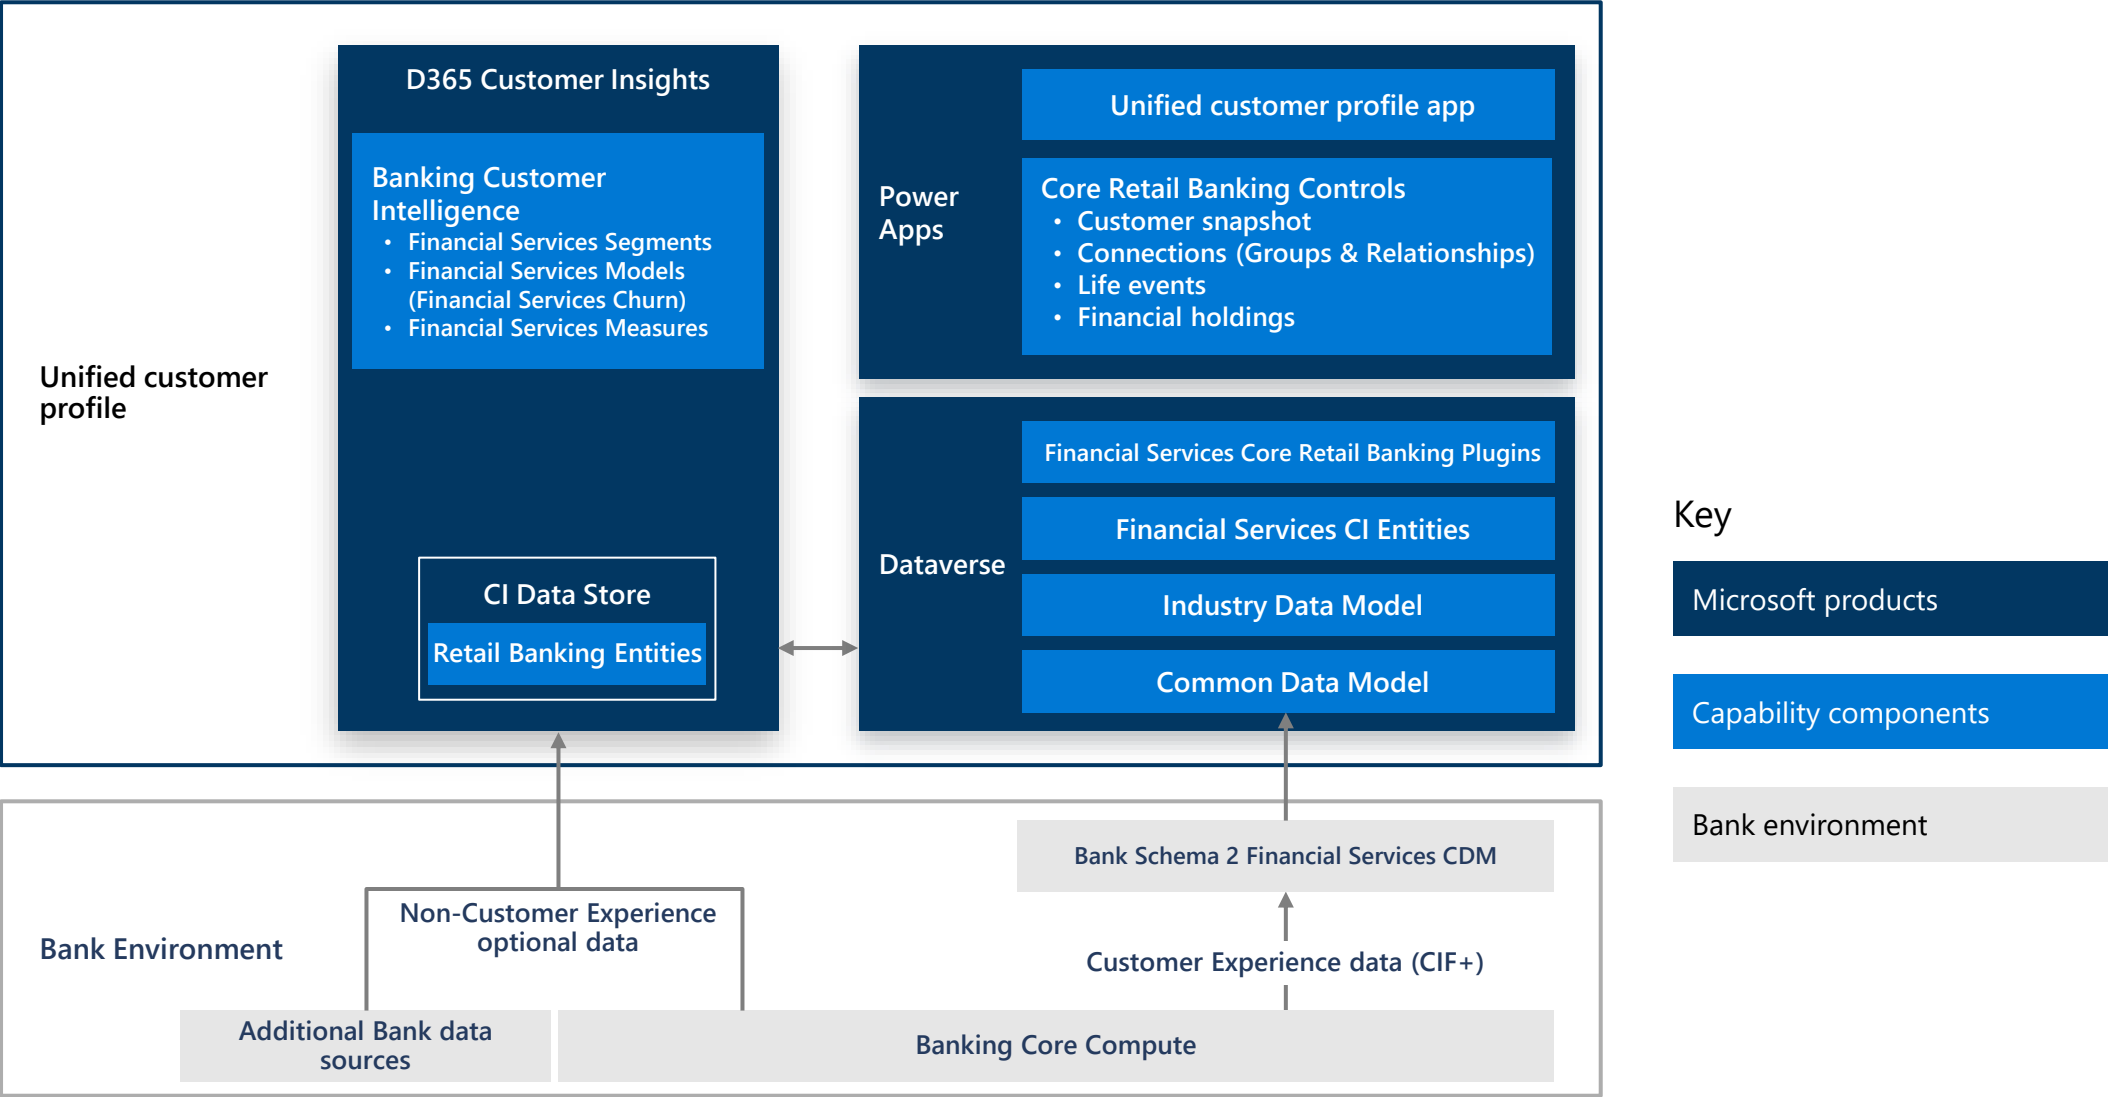 Unified customer
profile
D365 Customer Insights
Banking Customer
Intelligence
• Financial Services Segments
• Financial Services Models
(Financial Services Churn)
• Financial Services Measures
CI Data Store
Retail Banking Entities
Power
Apps
Unified customer profile app
Core Retail Banking Controls
• Customer snapshot
• Connections (Groups & Relationships)
• Life events
• Financial holdings
Dataverse
Financial Services Core Retail Banking Plugins
Financial Services CI Entities
Industry Data Model
Common Data Model
Bank Environment
Non-Customer Experience
optional data
Additional Bank data
sources
Bank Schema 2 Financial Services CDM
Customer Experience data (CIF+)
Banking Core Compute
Key
Microsoft products
Capability components
Bank environment